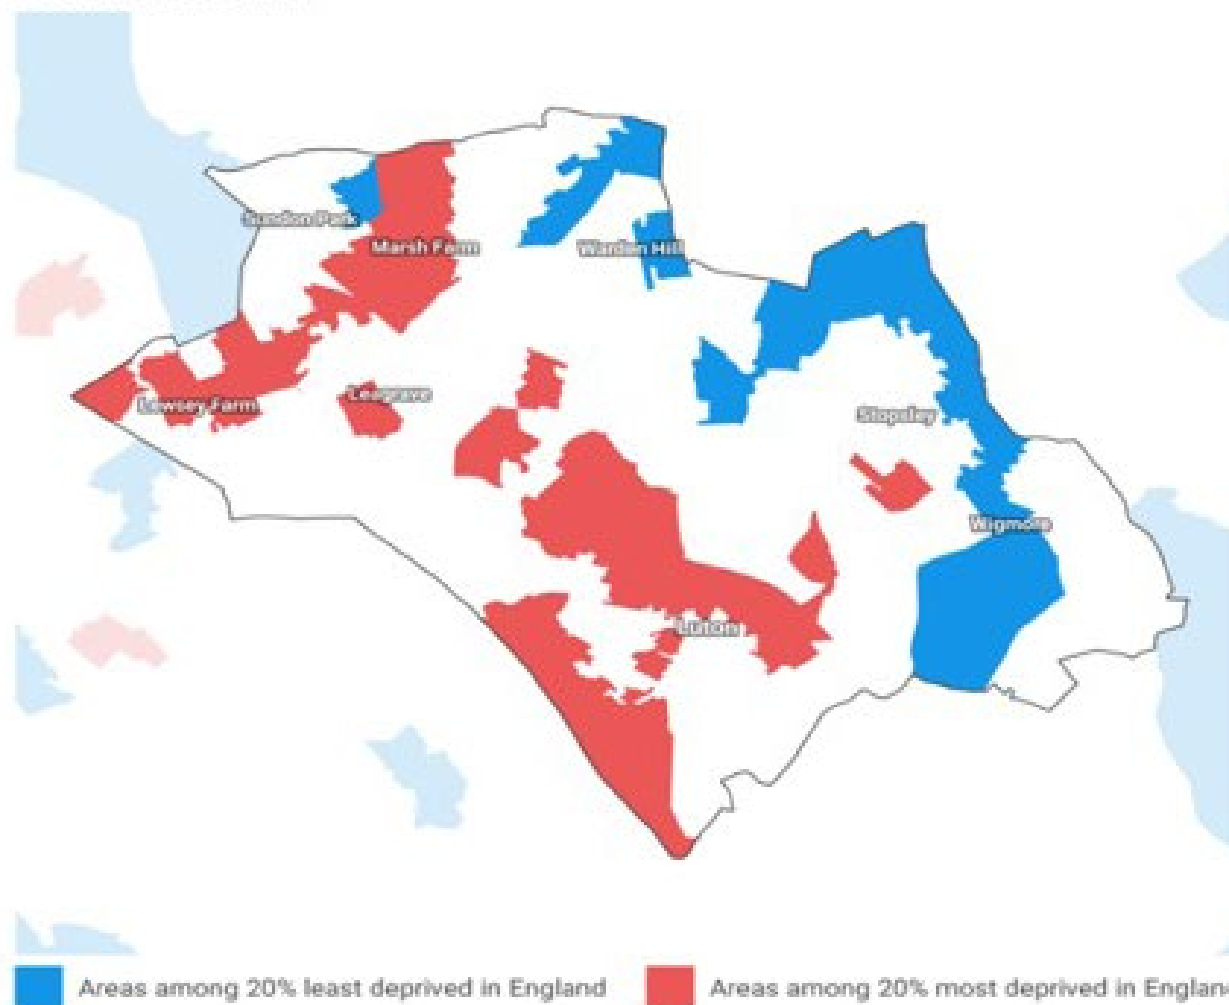 Sundon Park
Marsh Farm
Warden Hill
Lewsey Farm
Leagrave
Stopsley
Wigmore
Luton
Areas among 20% least deprived in England
Areas among 20% most deprived in Englan